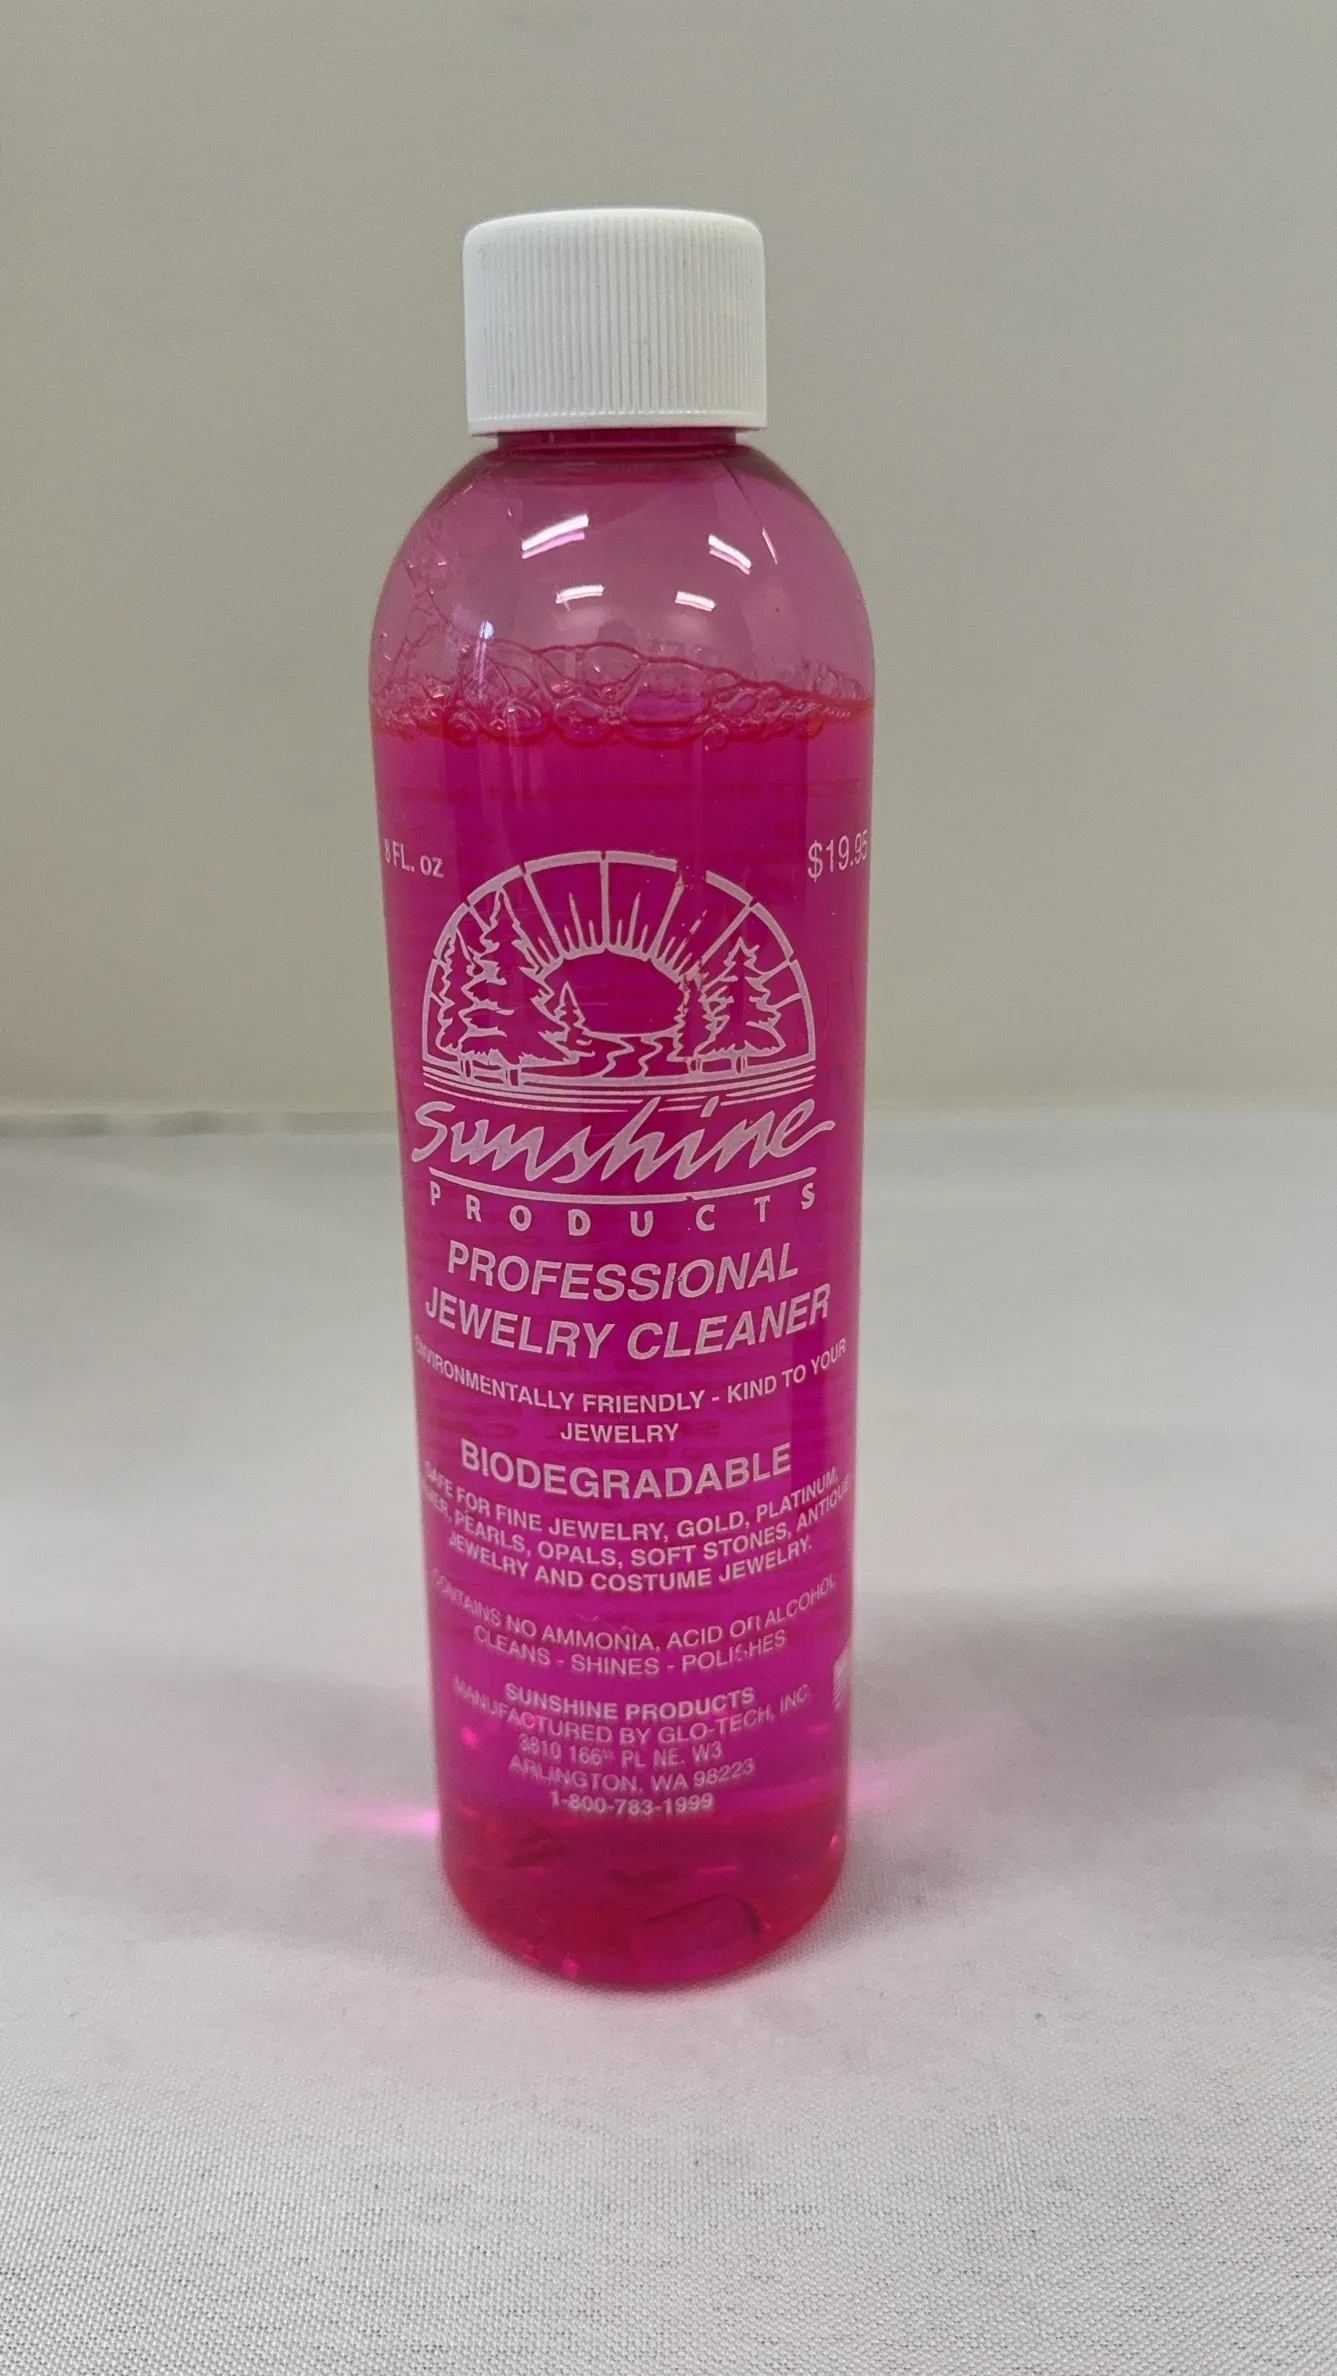 8 FL. oz
$19.95
Sunshine
PRODUCTS
PROFESSIONAL
JEWELRY CLEANER
ENVIRONMENTALLY FRIENDLY - KIND TO YOUR
JEWELRY
BIODEGRADABLE
SAFE FOR FINE JEWELRY, GOLD, PLATINUM,
PEARLS, OPALS, SOFT STONES, ANTIQUE
JEWELRY AND COSTUME JEWELRY.
CONTAINS NO AMMONIA, ACID OR ALCOHOL
CLEANS - SHINES - POLISHES
SUNSHINE PRODUCTS
MANUFACTURED BY GLO-TECH, INC.
3810 166th PL NE. W3
ARLINGTON, WA 98223
1-800-783-1999